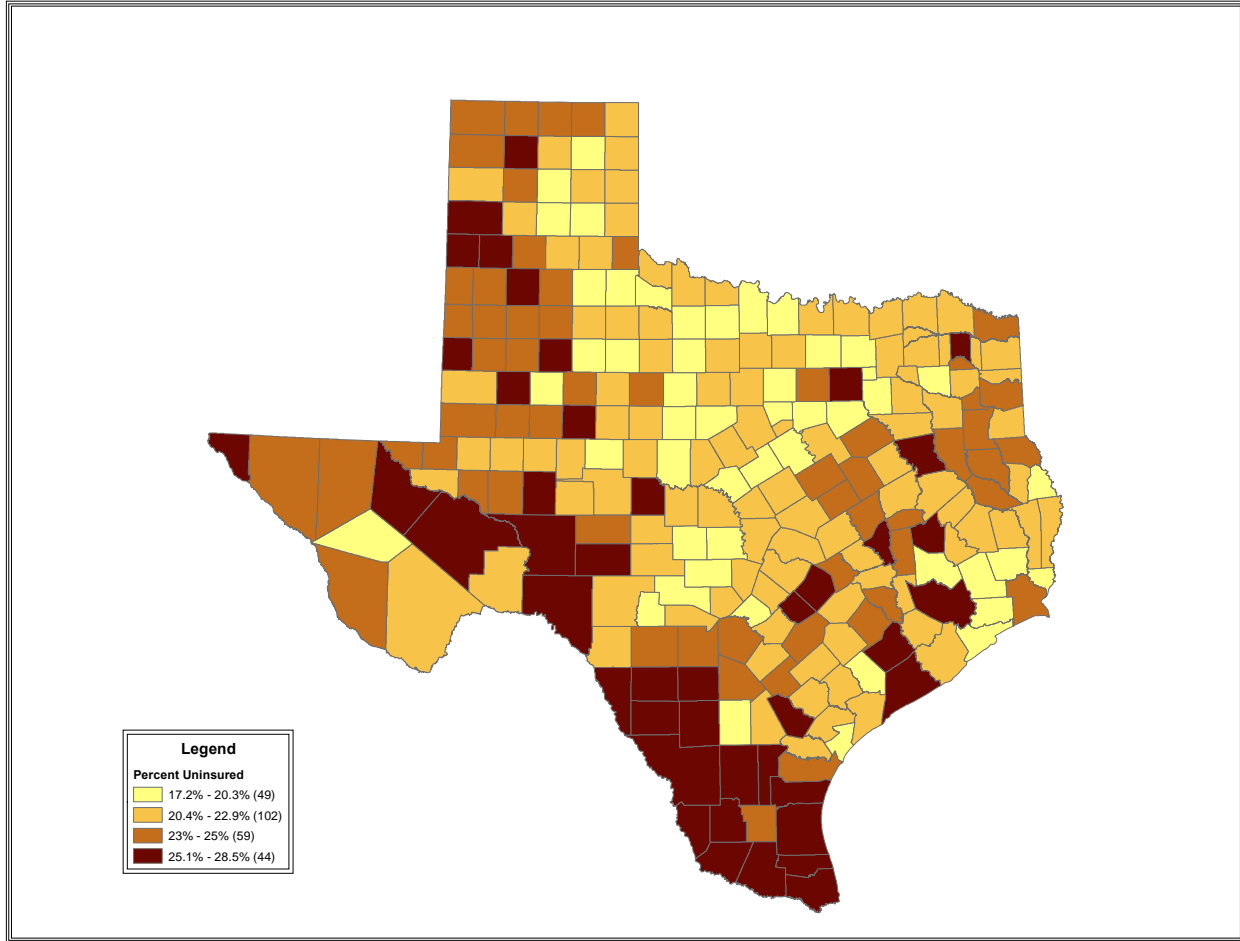 Legend
Percent Uninsured
17.2% - 20.3% (49)
20.4% - 22.9% (102)
23% - 25% (59)
25.1% - 28.5% (44)